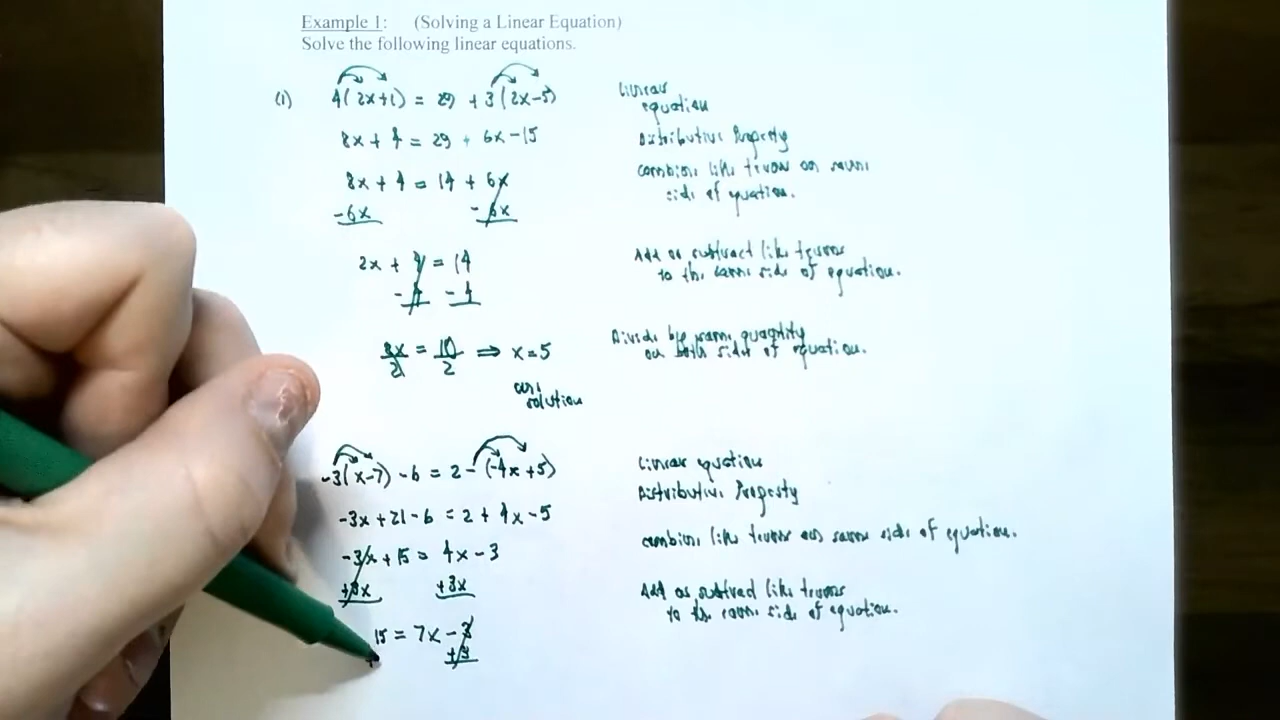 Example 1: (Solving a Linear Equation)
Solve the following linear equations.
(1) 4(2x+1) = 29 + 3(2x-5) Linear equation
8x + 4 = 29 + 6x - 15 Distributive Property
8x + 4 = 14 + 6x combine like terms on same side of equation.
-6x -6x
2x + 4 = 14 Add or subtract like terms to the same side of equation.
-4 -4
2x/2 = 10/2 ⇒ x = 5 Divide by same quantity on both sides of equation.
one solution
-3(x-7) - 6 = 2 - (-4x+5) Linear equation
-3x + 21 - 6 = 2 + 4x - 5 Distributive Property
-3x + 15 = 4x - 3 combine like terms on same side of equation.
+3x +3x Add or subtract like terms to the same side of equation.
15 = 7x - 3
+3